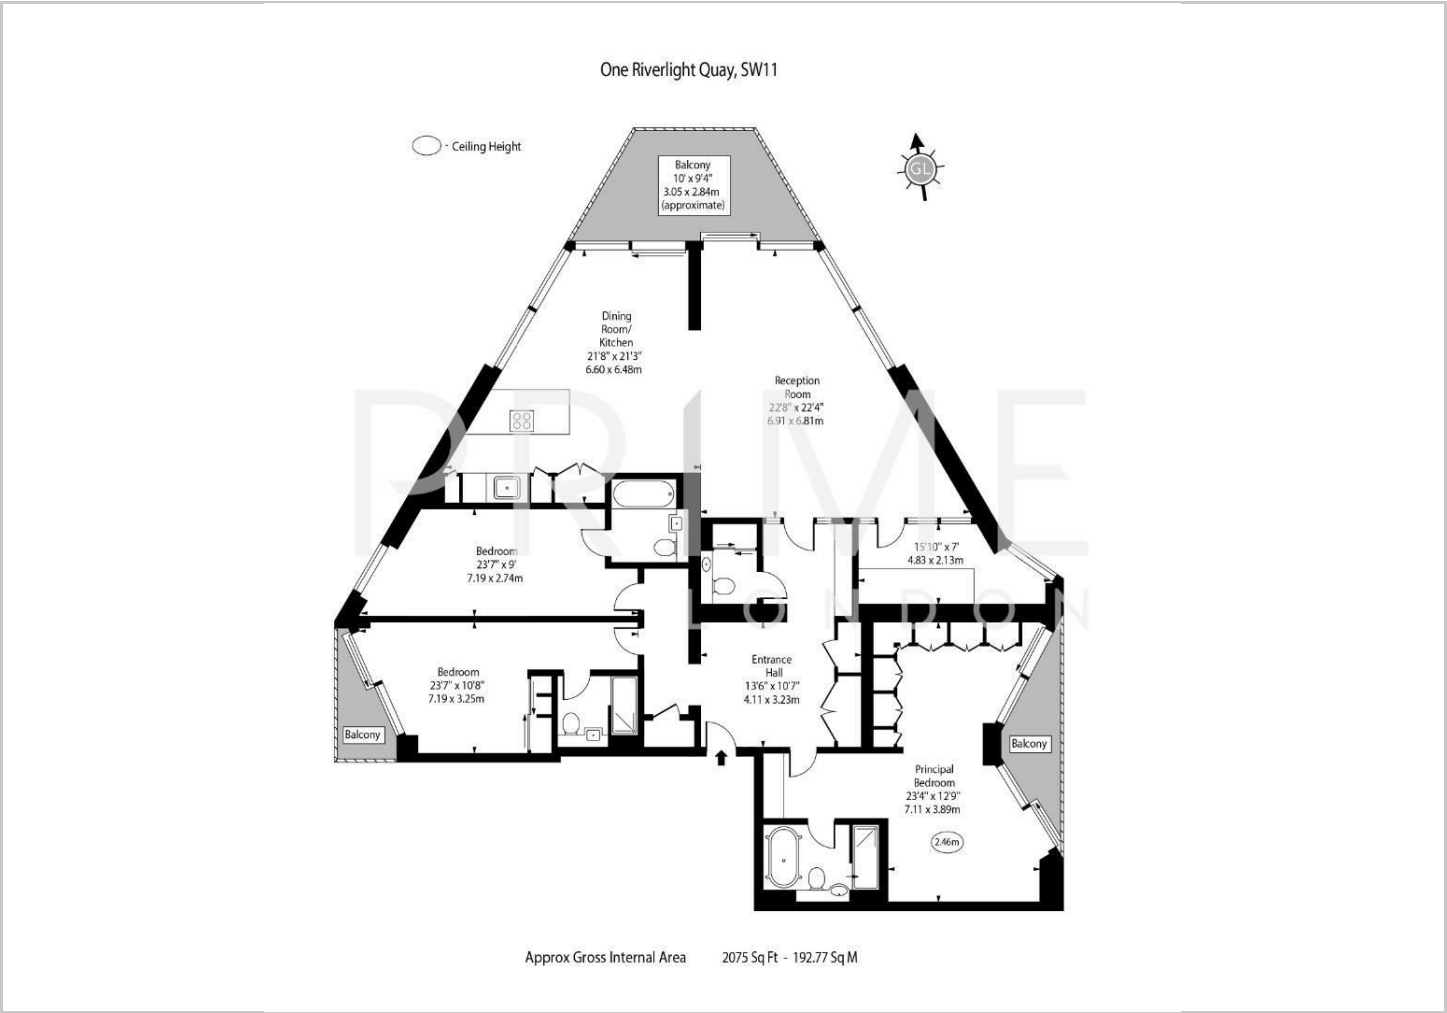 One Riverlight Quay, SW11
- Ceiling Height
GL
Balcony
10' x 9'4"
3.05 x 2.84m
(approximate)
Dining
Room/
Kitchen
21'8" x 21'3"
6.60 x 6.48m
Reception
Room
22'8" x 22'4"
6.91 x 6.81m
PRIME
LONDON
Bedroom
23'7" x 9'
7.19 x 2.74m
15'10" x 7'
4.83 x 2.13m
Bedroom
23'7" x 10'8"
7.19 x 3.25m
Entrance
Hall
13'6" x 10'7"
4.11 x 3.23m
Balcony
Balcony
Principal
Bedroom
23'4" x 12'9"
7.11 x 3.89m
2.46m
Approx Gross Internal Area 2075 Sq Ft - 192.77 Sq M